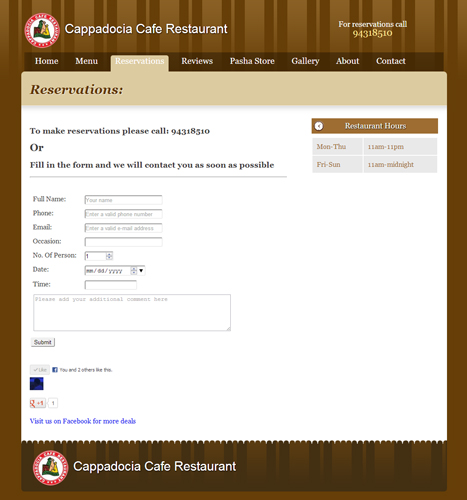 Cappadocia Cafe Restaurant
For reservations call
94318510
Home Menu Reservations Reviews Pasha Store Gallery About Contact
Reservations:
To make reservations please call: 94318510
Or
Fill in the form and we will contact you as soon as possible
Restaurant Hours
Mon-Thu 11am-11pm
Fri-Sun 11am-midnight
Full Name: Your name
Phone: Enter a valid phone number
Email: Enter a valid e-mail address
Occasion:
No. Of Person: 1
Date: mm/dd/yyyy
Time:
Please add your additional comment here
Submit
Like You and 2 others like this.
+1 1
Visit us on Facebook for more deals
CAPPADOCIA CAFE RESTAURANT
Cappadocia Cafe Restaurant